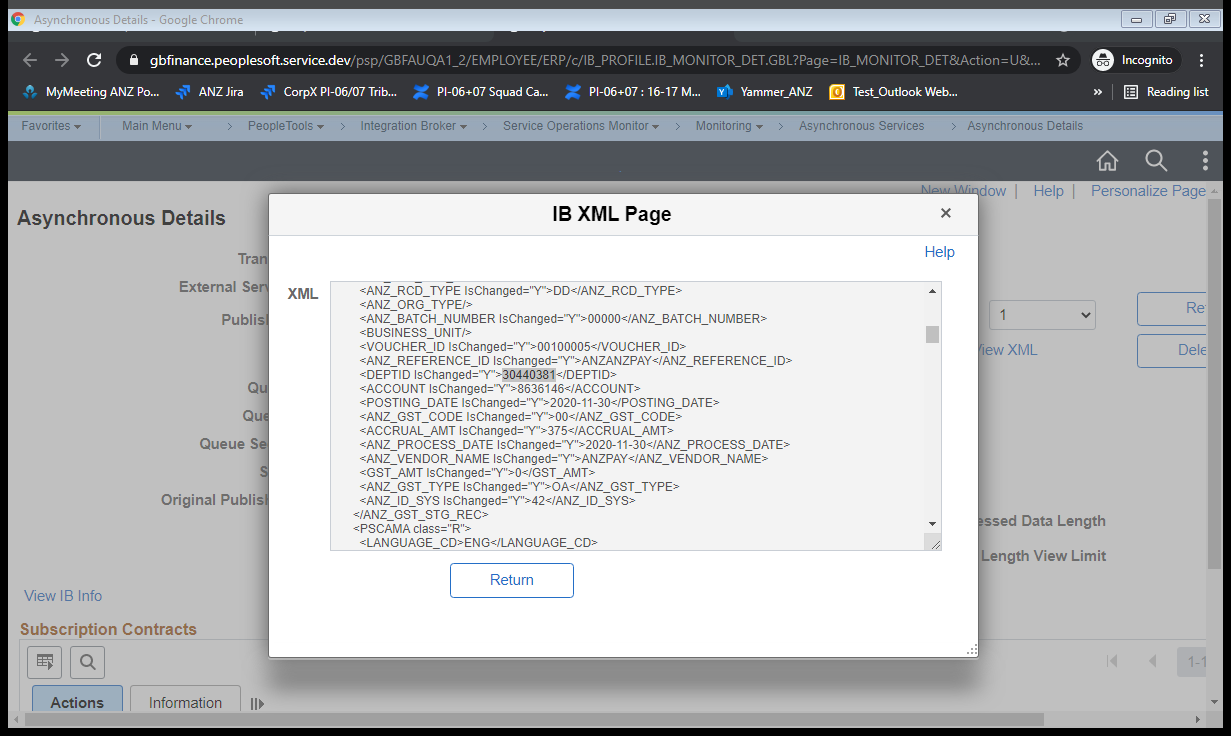 Asynchronous Details - Google Chrome
gbfinance.peoplesoft.service.dev/psp/GBFAUQA1_2/EMPLOYEE/ERP/c/IB_PROFILE.IB_MONITOR_DET.GBL?Page=IB_MONITOR_DET&Action=U&...
Incognito
MyMeeting ANZ Po... ANZ Jira CorpX PI-06/07 Trib... PI-06+07 Squad Ca... PI-06+07 : 16-17 M... Yammer_ANZ Test_Outlook Web... » Reading list
Favorites Main Menu > PeopleTools > Integration Broker > Service Operations Monitor > Monitoring > Asynchronous Services > Asynchronous Details
New Window | Help | Personalize Page
Asynchronous Details
IB XML Page
×
Help
Tran
External Serv
Publish
XML
<ANZ_RCD_TYPE IsChanged="Y">DD</ANZ_RCD_TYPE>
<ANZ_ORG_TYPE/>
<ANZ_BATCH_NUMBER IsChanged="Y">00000</ANZ_BATCH_NUMBER>
<BUSINESS_UNIT/>
<VOUCHER_ID IsChanged="Y">00100005</VOUCHER_ID>
<ANZ_REFERENCE_ID IsChanged="Y">ANZANZPAY</ANZ_REFERENCE_ID>
<DEPTID IsChanged="Y">30440381</DEPTID>
<ACCOUNT IsChanged="Y">8636146</ACCOUNT>
<POSTING_DATE IsChanged="Y">2020-11-30</POSTING_DATE>
<ANZ_GST_CODE IsChanged="Y">00</ANZ_GST_CODE>
<ACCRUAL_AMT IsChanged="Y">375</ACCRUAL_AMT>
<ANZ_PROCESS_DATE IsChanged="Y">2020-11-30</ANZ_PROCESS_DATE>
<ANZ_VENDOR_NAME IsChanged="Y">ANZPAY</ANZ_VENDOR_NAME>
<GST_AMT IsChanged="Y">0</GST_AMT>
<ANZ_GST_TYPE IsChanged="Y">OA</ANZ_GST_TYPE>
<ANZ_ID_SYS IsChanged="Y">42</ANZ_ID_SYS>
</ANZ_GST_STG_REC>
<PSCAMA class="R">
<LANGUAGE_CD>ENG</LANGUAGE_CD>
1
Re
View XML
Dele
Qu
Que
Queue Se
S
Original Publish
essed Data Length
Length View Limit
Return
View IB Info
Subscription Contracts
1-1
Actions
Information